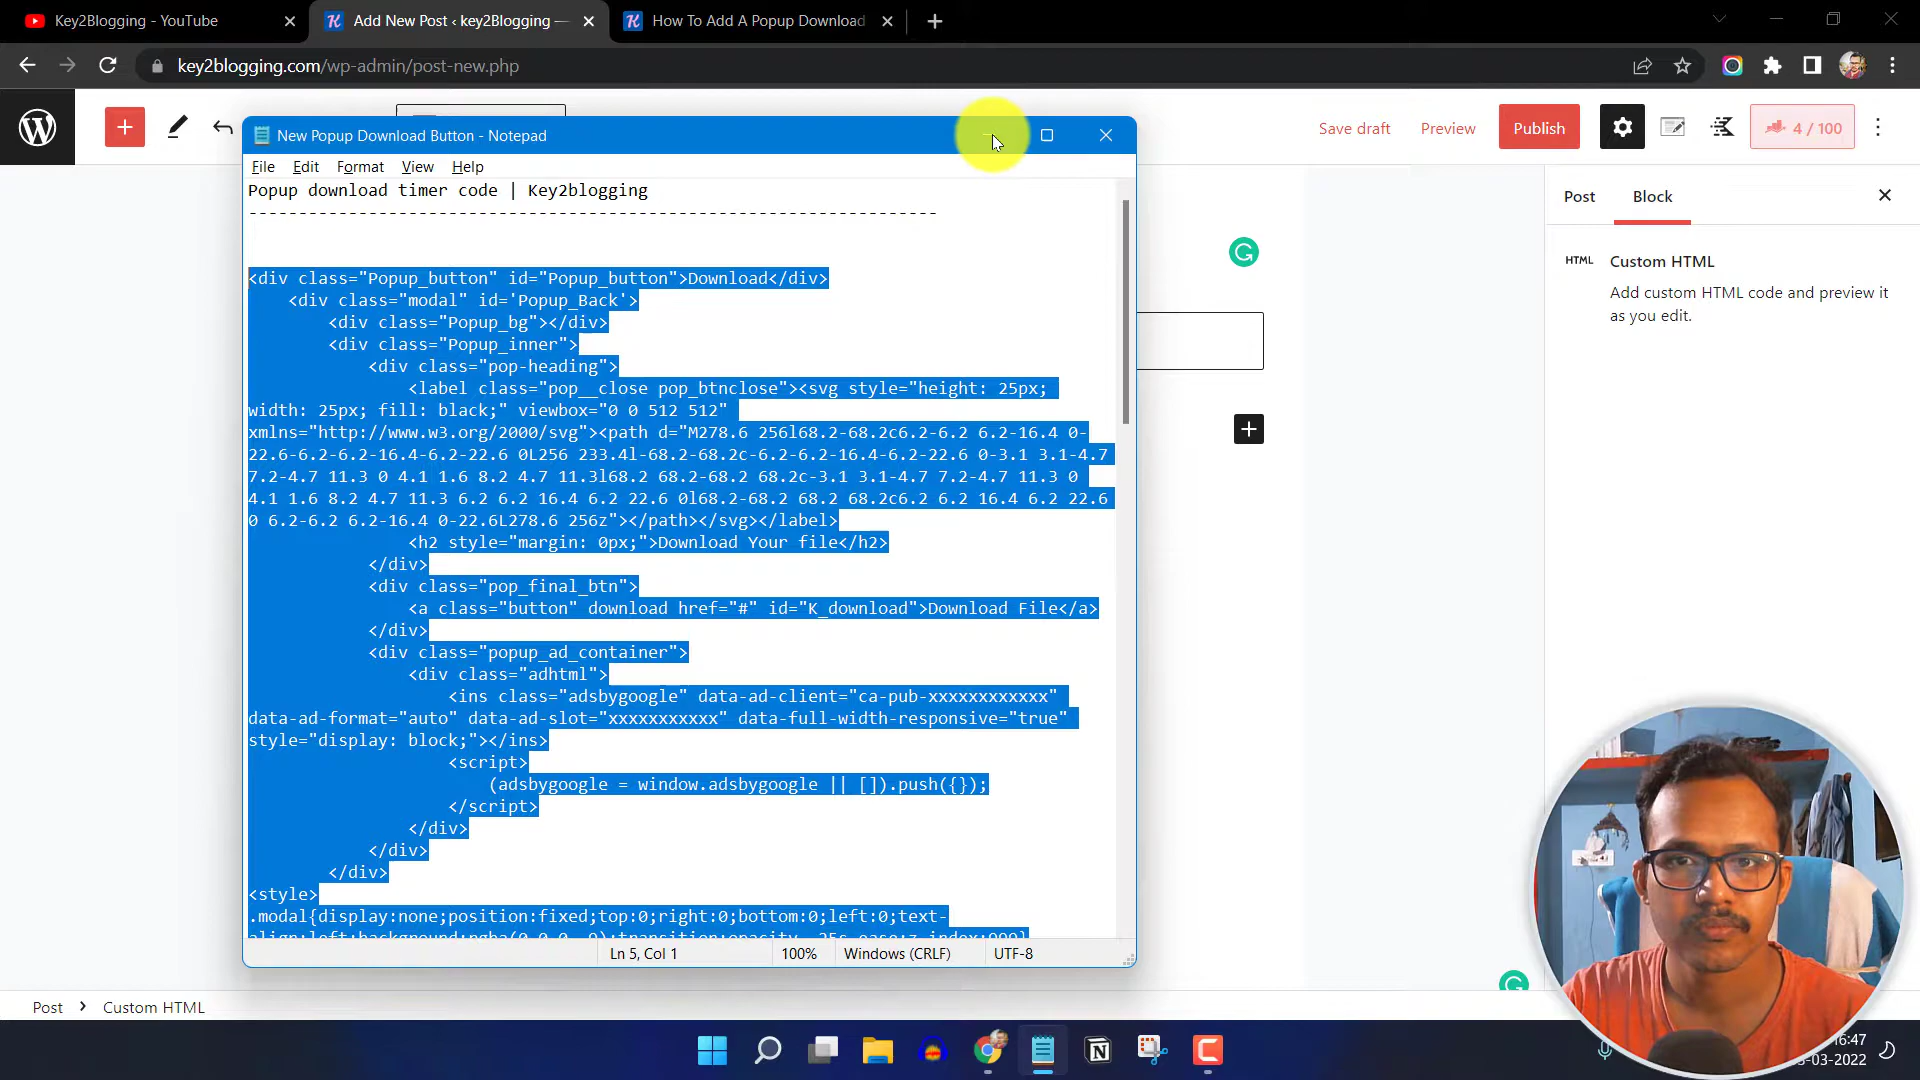 Key2Blogging - YouTube
Add New Post ‹ key2Blogging —
How To Add A Popup Download
key2blogging.com/wp-admin/post-new.php
Save draft
Preview
Publish
4 / 100
New Popup Download Button - Notepad
File Edit Format View Help
Popup download timer code | Key2blogging
---------------------------------------------------------------------
<div class="Popup_button" id="Popup_button">Download</div>
<div class="modal" id='Popup_Back'>
<div class="Popup_bg"></div>
<div class="Popup_inner">
<div class="pop-heading">
<label class="pop__close pop_btnclose"><svg style="height: 25px;
width: 25px; fill: black;" viewbox="0 0 512 512"
xmlns="http://www.w3.org/2000/svg"><path d="M278.6 256l68.2-68.2c6.2-6.2 6.2-16.4 0-
22.6-6.2-6.2-16.4-6.2-22.6 0L256 233.4l-68.2-68.2c-6.2-6.2-16.4-6.2-22.6 0-3.1 3.1-4.7
7.2-4.7 11.3 0 4.1 1.6 8.2 4.7 11.3l68.2 68.2-68.2 68.2c-3.1 3.1-4.7 7.2-4.7 11.3 0
4.1 1.6 8.2 4.7 11.3 6.2 6.2 16.4 6.2 22.6 0l68.2-68.2 68.2 68.2c6.2 6.2 16.4 6.2 22.6
0 6.2-6.2 6.2-16.4 0-22.6L278.6 256z"></path></svg></label>
<h2 style="margin: 0px;">Download Your file</h2>
</div>
<div class="pop_final_btn">
<a class="button" download href="#" id="K_download">Download File</a>
</div>
<div class="popup_ad_container">
<div class="adhtml">
<ins class="adsbygoogle" data-ad-client="ca-pub-xxxxxxxxxxxx"
data-ad-format="auto" data-ad-slot="xxxxxxxxxxx" data-full-width-responsive="true"
style="display: block;"></ins>
<script>
(adsbygoogle = window.adsbygoogle || []).push({});
</script>
</div>
</div>
</div>
<style>
.modal{display:none;position:fixed;top:0;right:0;bottom:0;left:0;text-
Ln 5, Col 1
100%
Windows (CRLF)
UTF-8
Post
Block
HTML
Custom HTML
Add custom HTML code and preview it
as you edit.
Post
Custom HTML
16:47
-03-2022